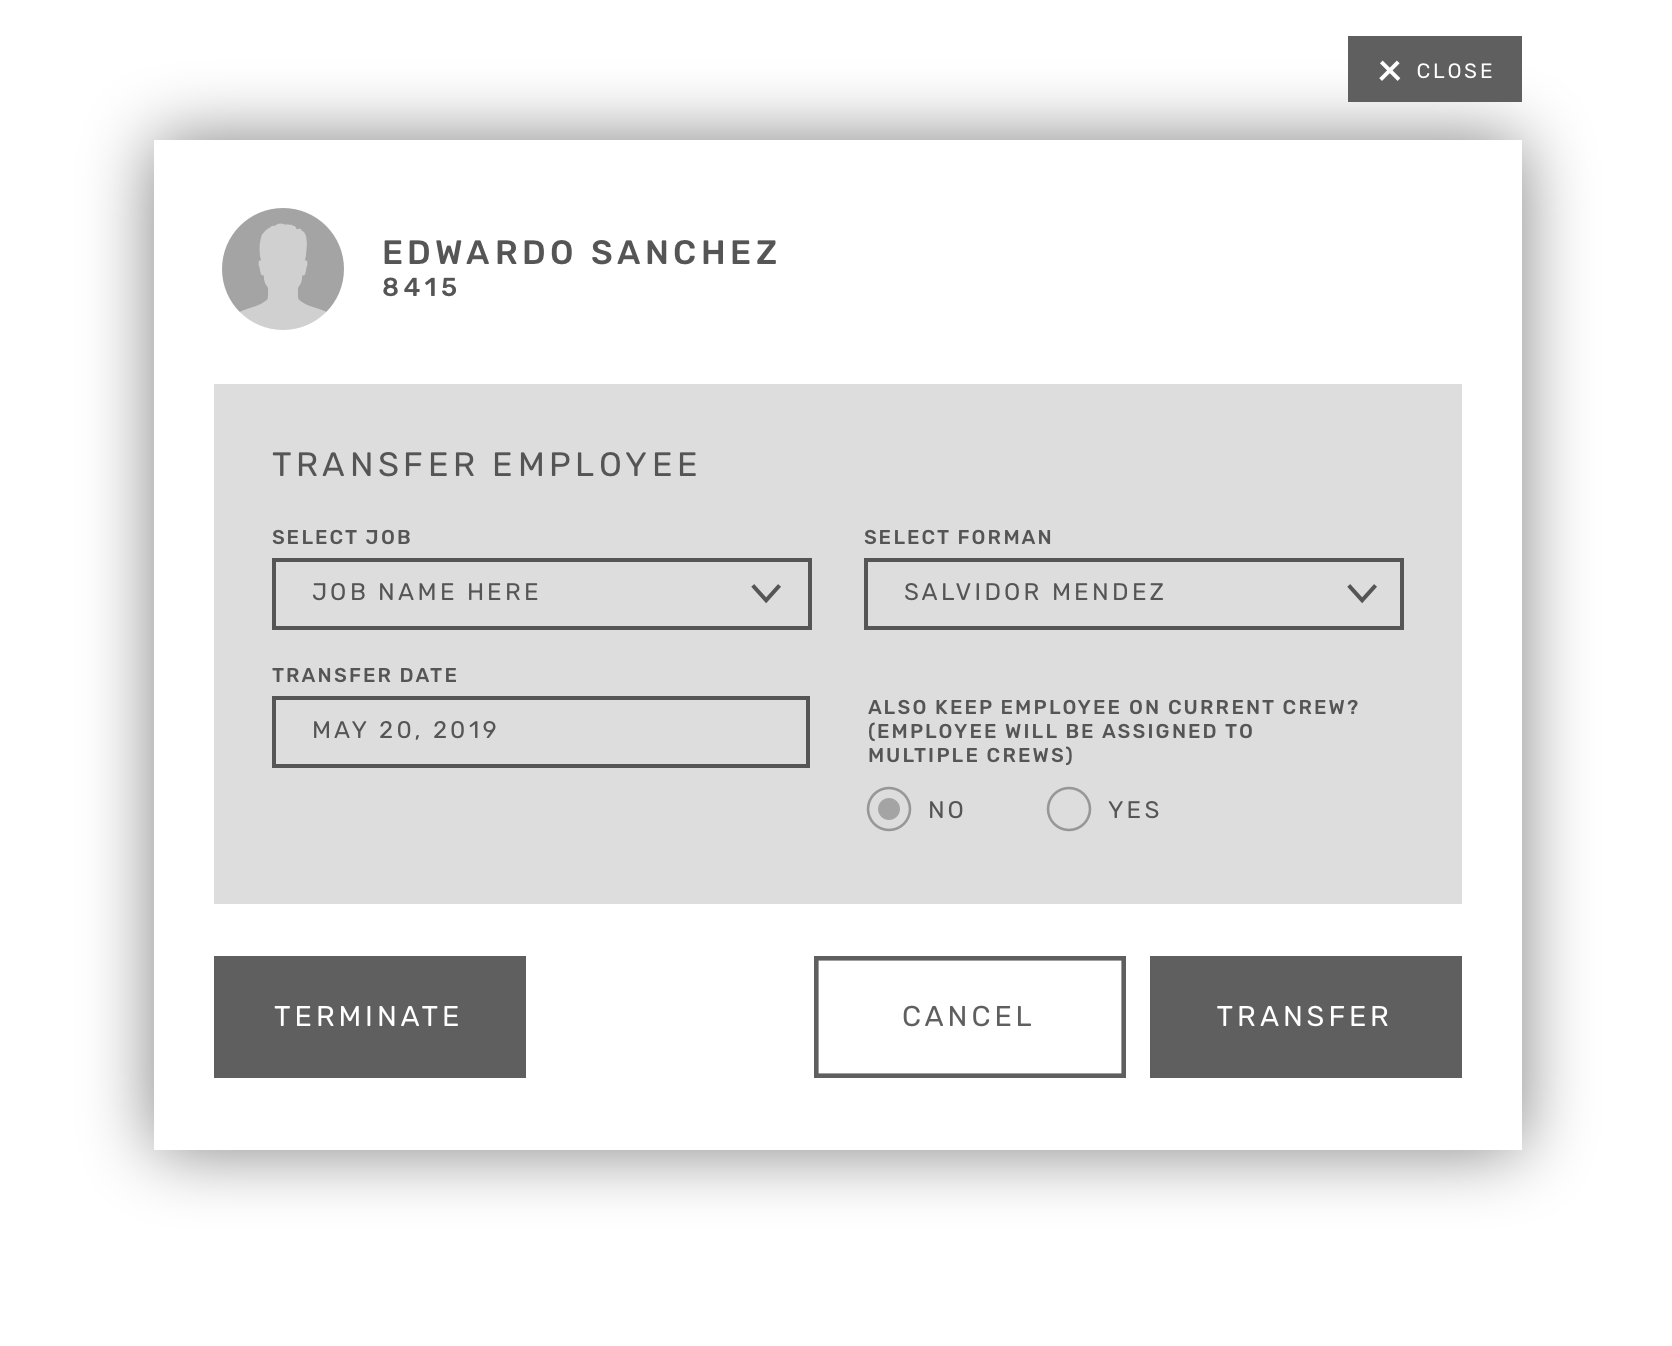 CLOSE
EDWARDO SANCHEZ
8415
TRANSFER EMPLOYEE
SELECT JOB
JOB NAME HERE
SELECT FORMAN
SALVIDOR MENDEZ
TRANSFER DATE
MAY 20, 2019
ALSO KEEP EMPLOYEE ON CURRENT CREW?
(EMPLOYEE WILL BE ASSIGNED TO
MULTIPLE CREWS)
NO YES
TERMINATE CANCEL TRANSFER